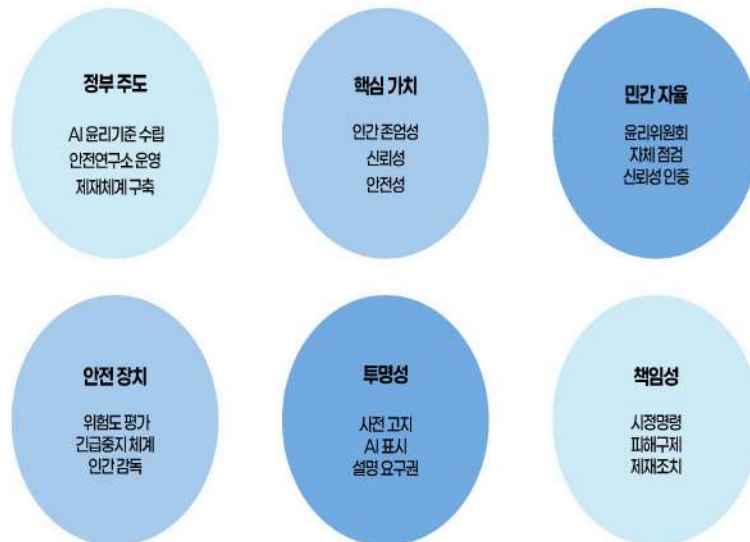 정부 주도
AI 윤리기준 수립
안전연구소 운영
제재체계 구축
핵심 가치
인간 존엄성
신뢰성
안전성
민간 자율
윤리위원회
자체 점검
신뢰성 인증
안전 장치
위험도 평가
긴급중지 체계
인간 감독
투명성
사전 고지
AI 표시
설명 요구권
책임성
시정명령
피해구제
제재조치